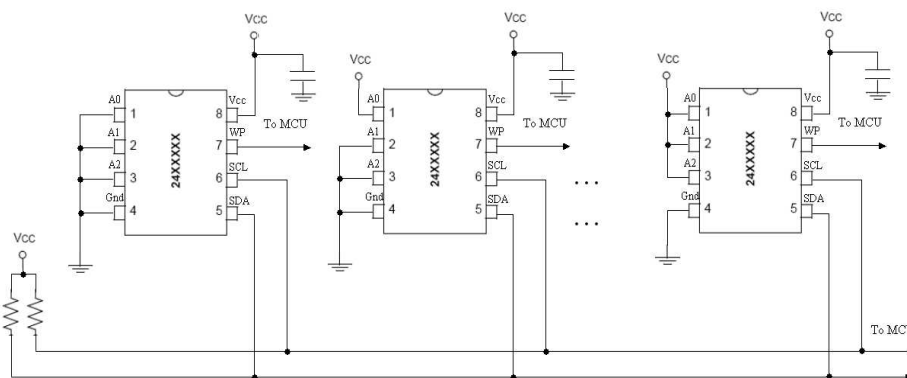 Vcc
Vcc
Vcc
Vcc
Vcc
A0
1
8
Vcc
A1
2
7
WP
To MCU
A2
3
6
SCL
Gnd
4
5
SDA
24XXXXX
A0
1
8
Vcc
A1
2
7
WP
To MCU
A2
3
6
SCL
Gnd
4
5
SDA
24XXXXX
...
...
A0
1
8
Vcc
A1
2
7
WP
To MCU
A2
3
6
SCL
Gnd
4
5
SDA
24XXXXX
Vcc
To MC